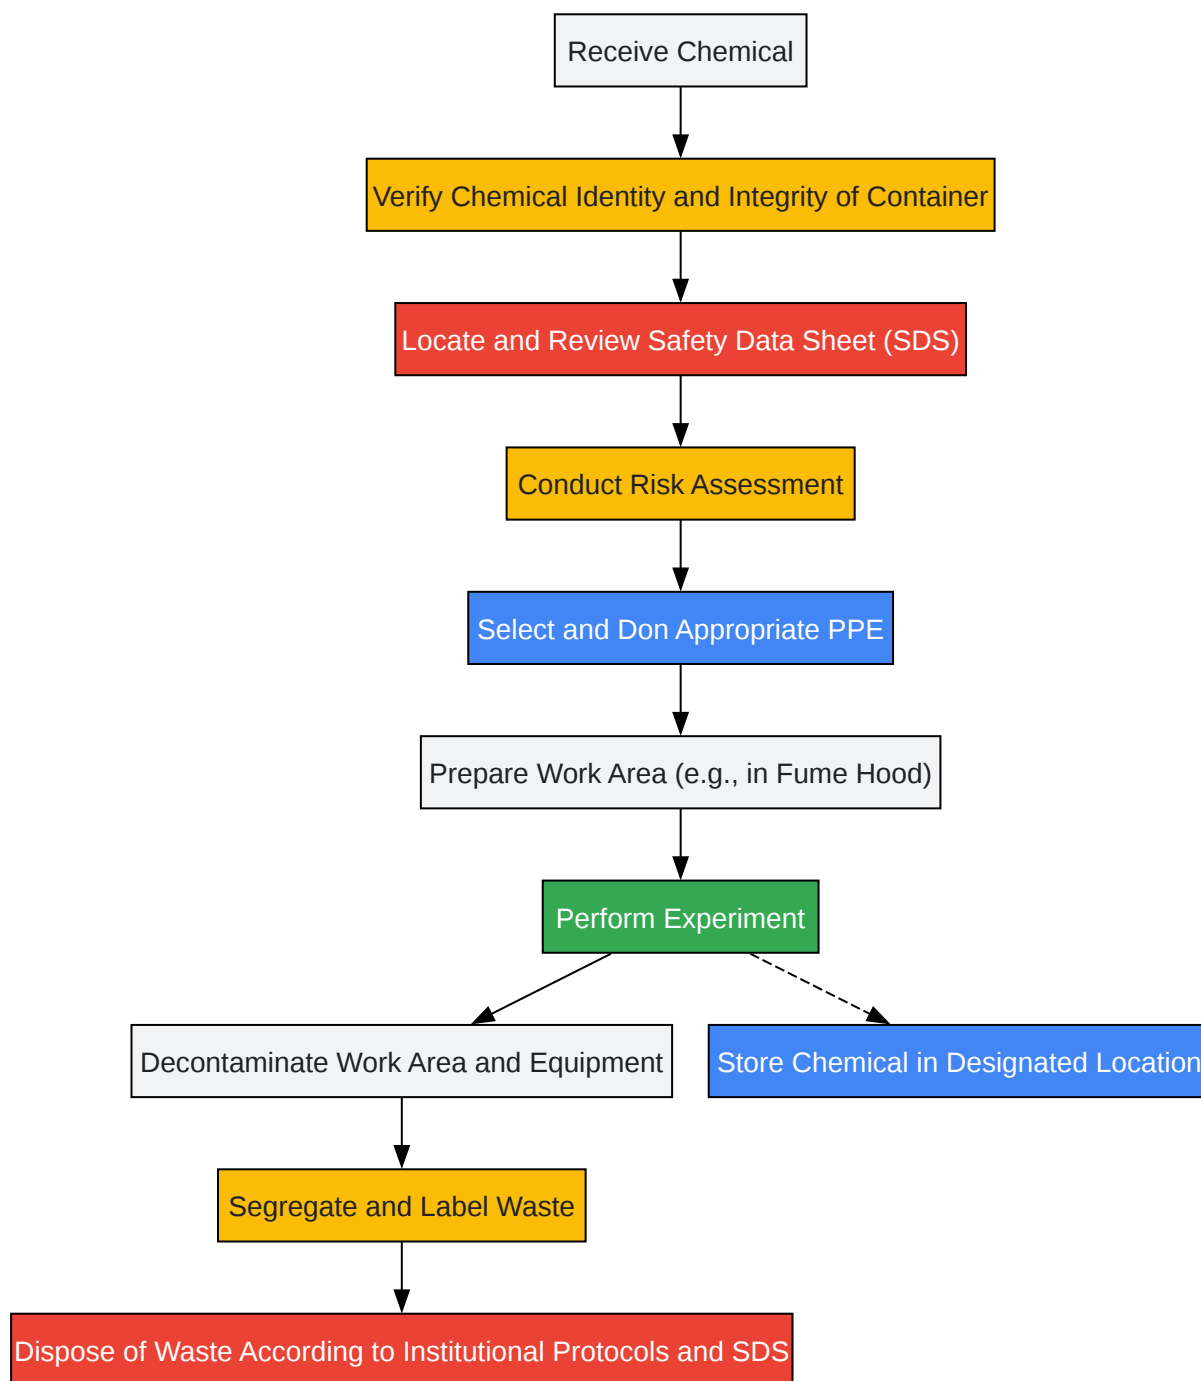 Receive Chemical
Verify Chemical Identity and Integrity of Container
Locate and Review Safety Data Sheet (SDS)
Conduct Risk Assessment
Select and Don Appropriate PPE
Prepare Work Area (e.g., in Fume Hood)
Perform Experiment
Decontaminate Work Area and Equipment
Store Chemical in Designated Location
Segregate and Label Waste
Dispose of Waste According to Institutional Protocols and SDS